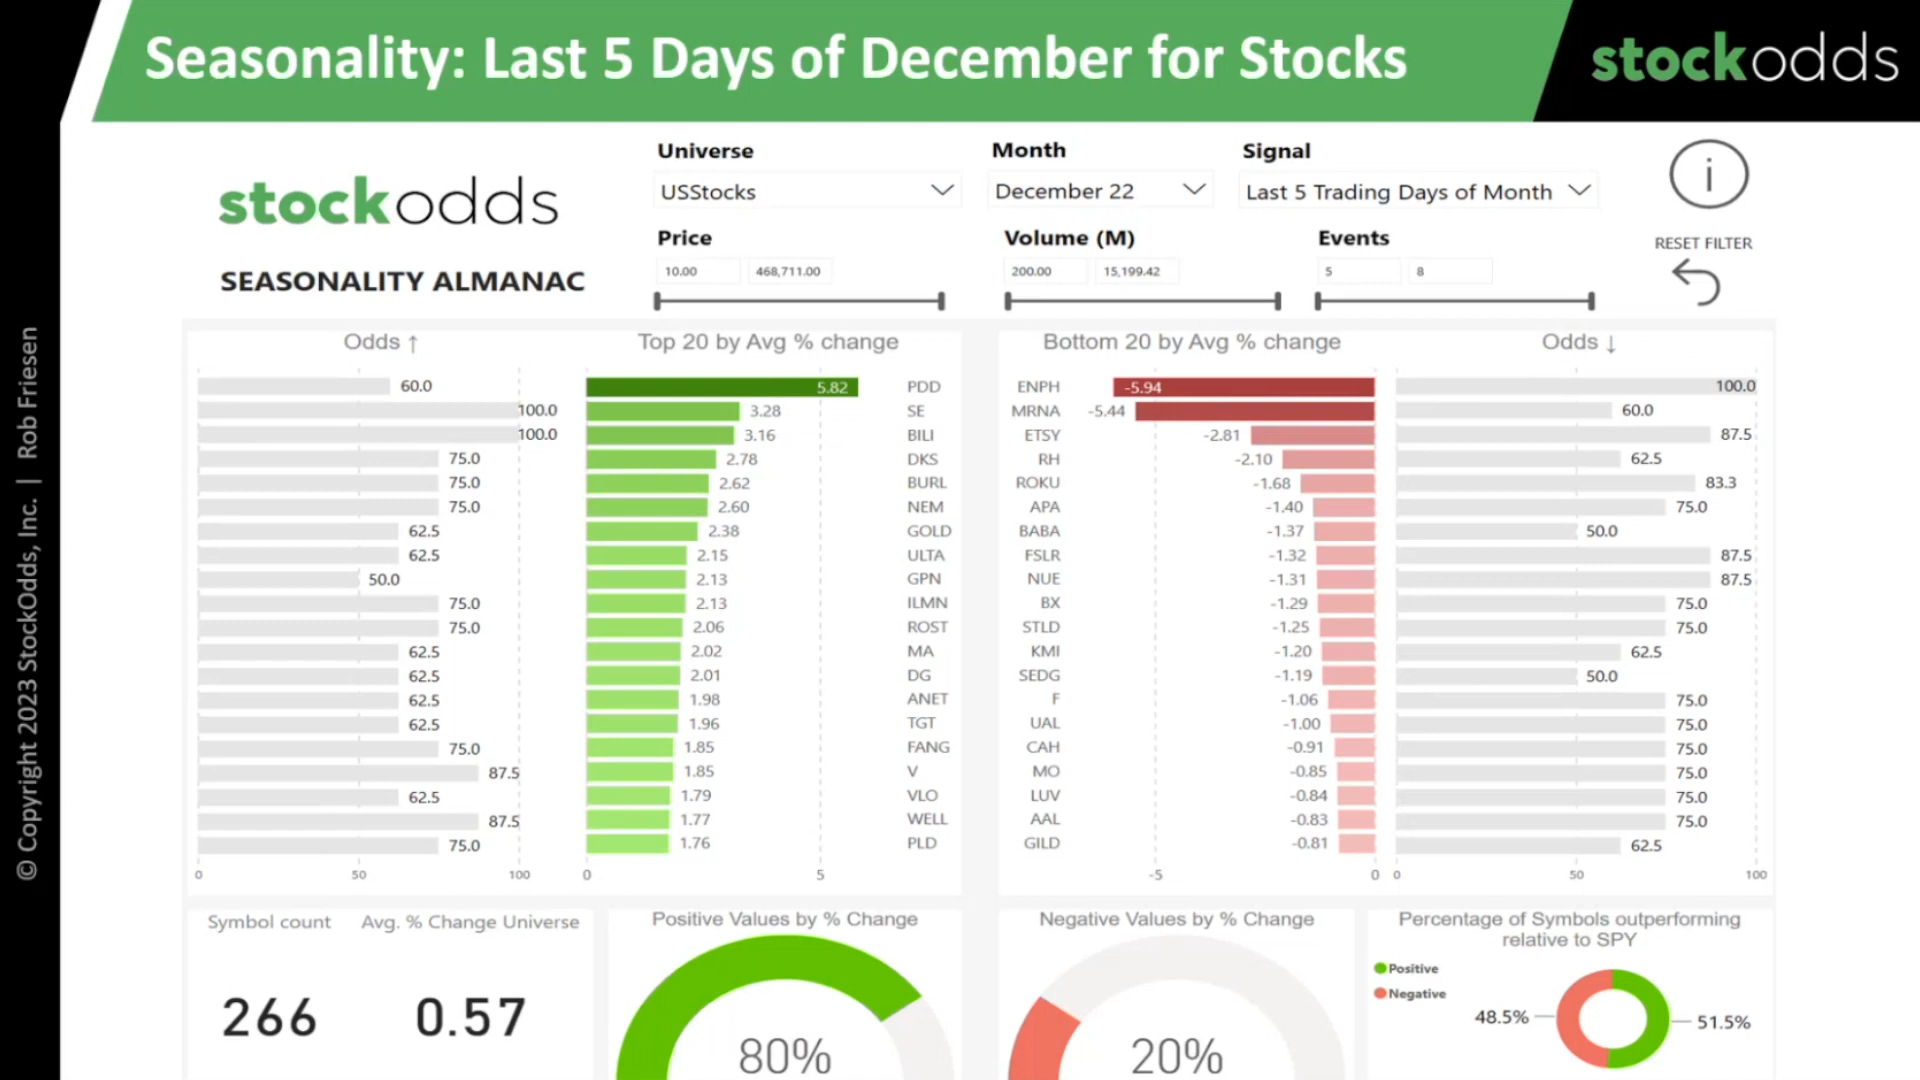 Seasonality: Last 5 Days of December for Stocks
stockodds
© Copyright 2023 StockOdds, Inc. | Rob Friesen
stockodds
SEASONALITY ALMANAC
Universe
USStocks
Month
December 22
Signal
Last 5 Trading Days of Month
Price
10.00 468,711.00
Volume (M)
200.00 15,199.42
Events
5 8
i
RESET FILTER
Odds ↑ Top 20 by Avg % change
60.0 5.82 PDD
100.0 3.28 SE
100.0 3.16 BILI
75.0 2.78 DKS
75.0 2.62 BURL
75.0 2.60 NEM
62.5 2.38 GOLD
62.5 2.15 ULTA
50.0 2.13 GPN
75.0 2.13 ILMN
75.0 2.06 ROST
62.5 2.02 MA
62.5 2.01 DG
62.5 1.98 ANET
62.5 1.96 TGT
75.0 1.85 FANG
87.5 1.85 V
62.5 1.79 VLO
87.5 1.77 WELL
75.0 1.76 PLD
0 50 100 0 5
Bottom 20 by Avg % change Odds ↓
ENPH -5.94 100.0
MRNA -5.44 60.0
ETSY -2.81 87.5
RH -2.10 62.5
ROKU -1.68 83.3
APA -1.40 75.0
BABA -1.37 50.0
FSLR -1.32 87.5
NUE -1.31 87.5
BX -1.29 75.0
STLD -1.25 75.0
KMI -1.20 62.5
SEDG -1.19 50.0
F -1.06 75.0
UAL -1.00 75.0
CAH -0.91 75.0
MO -0.85 75.0
LUV -0.84 75.0
AAL -0.83 75.0
GILD -0.81 62.5
-5 0 0 50 100
Symbol count Avg. % Change Universe
266 0.57
Positive Values by % Change
80%
Negative Values by % Change
20%
Percentage of Symbols outperforming
relative to SPY
Positive
Negative
48.5% 51.5%